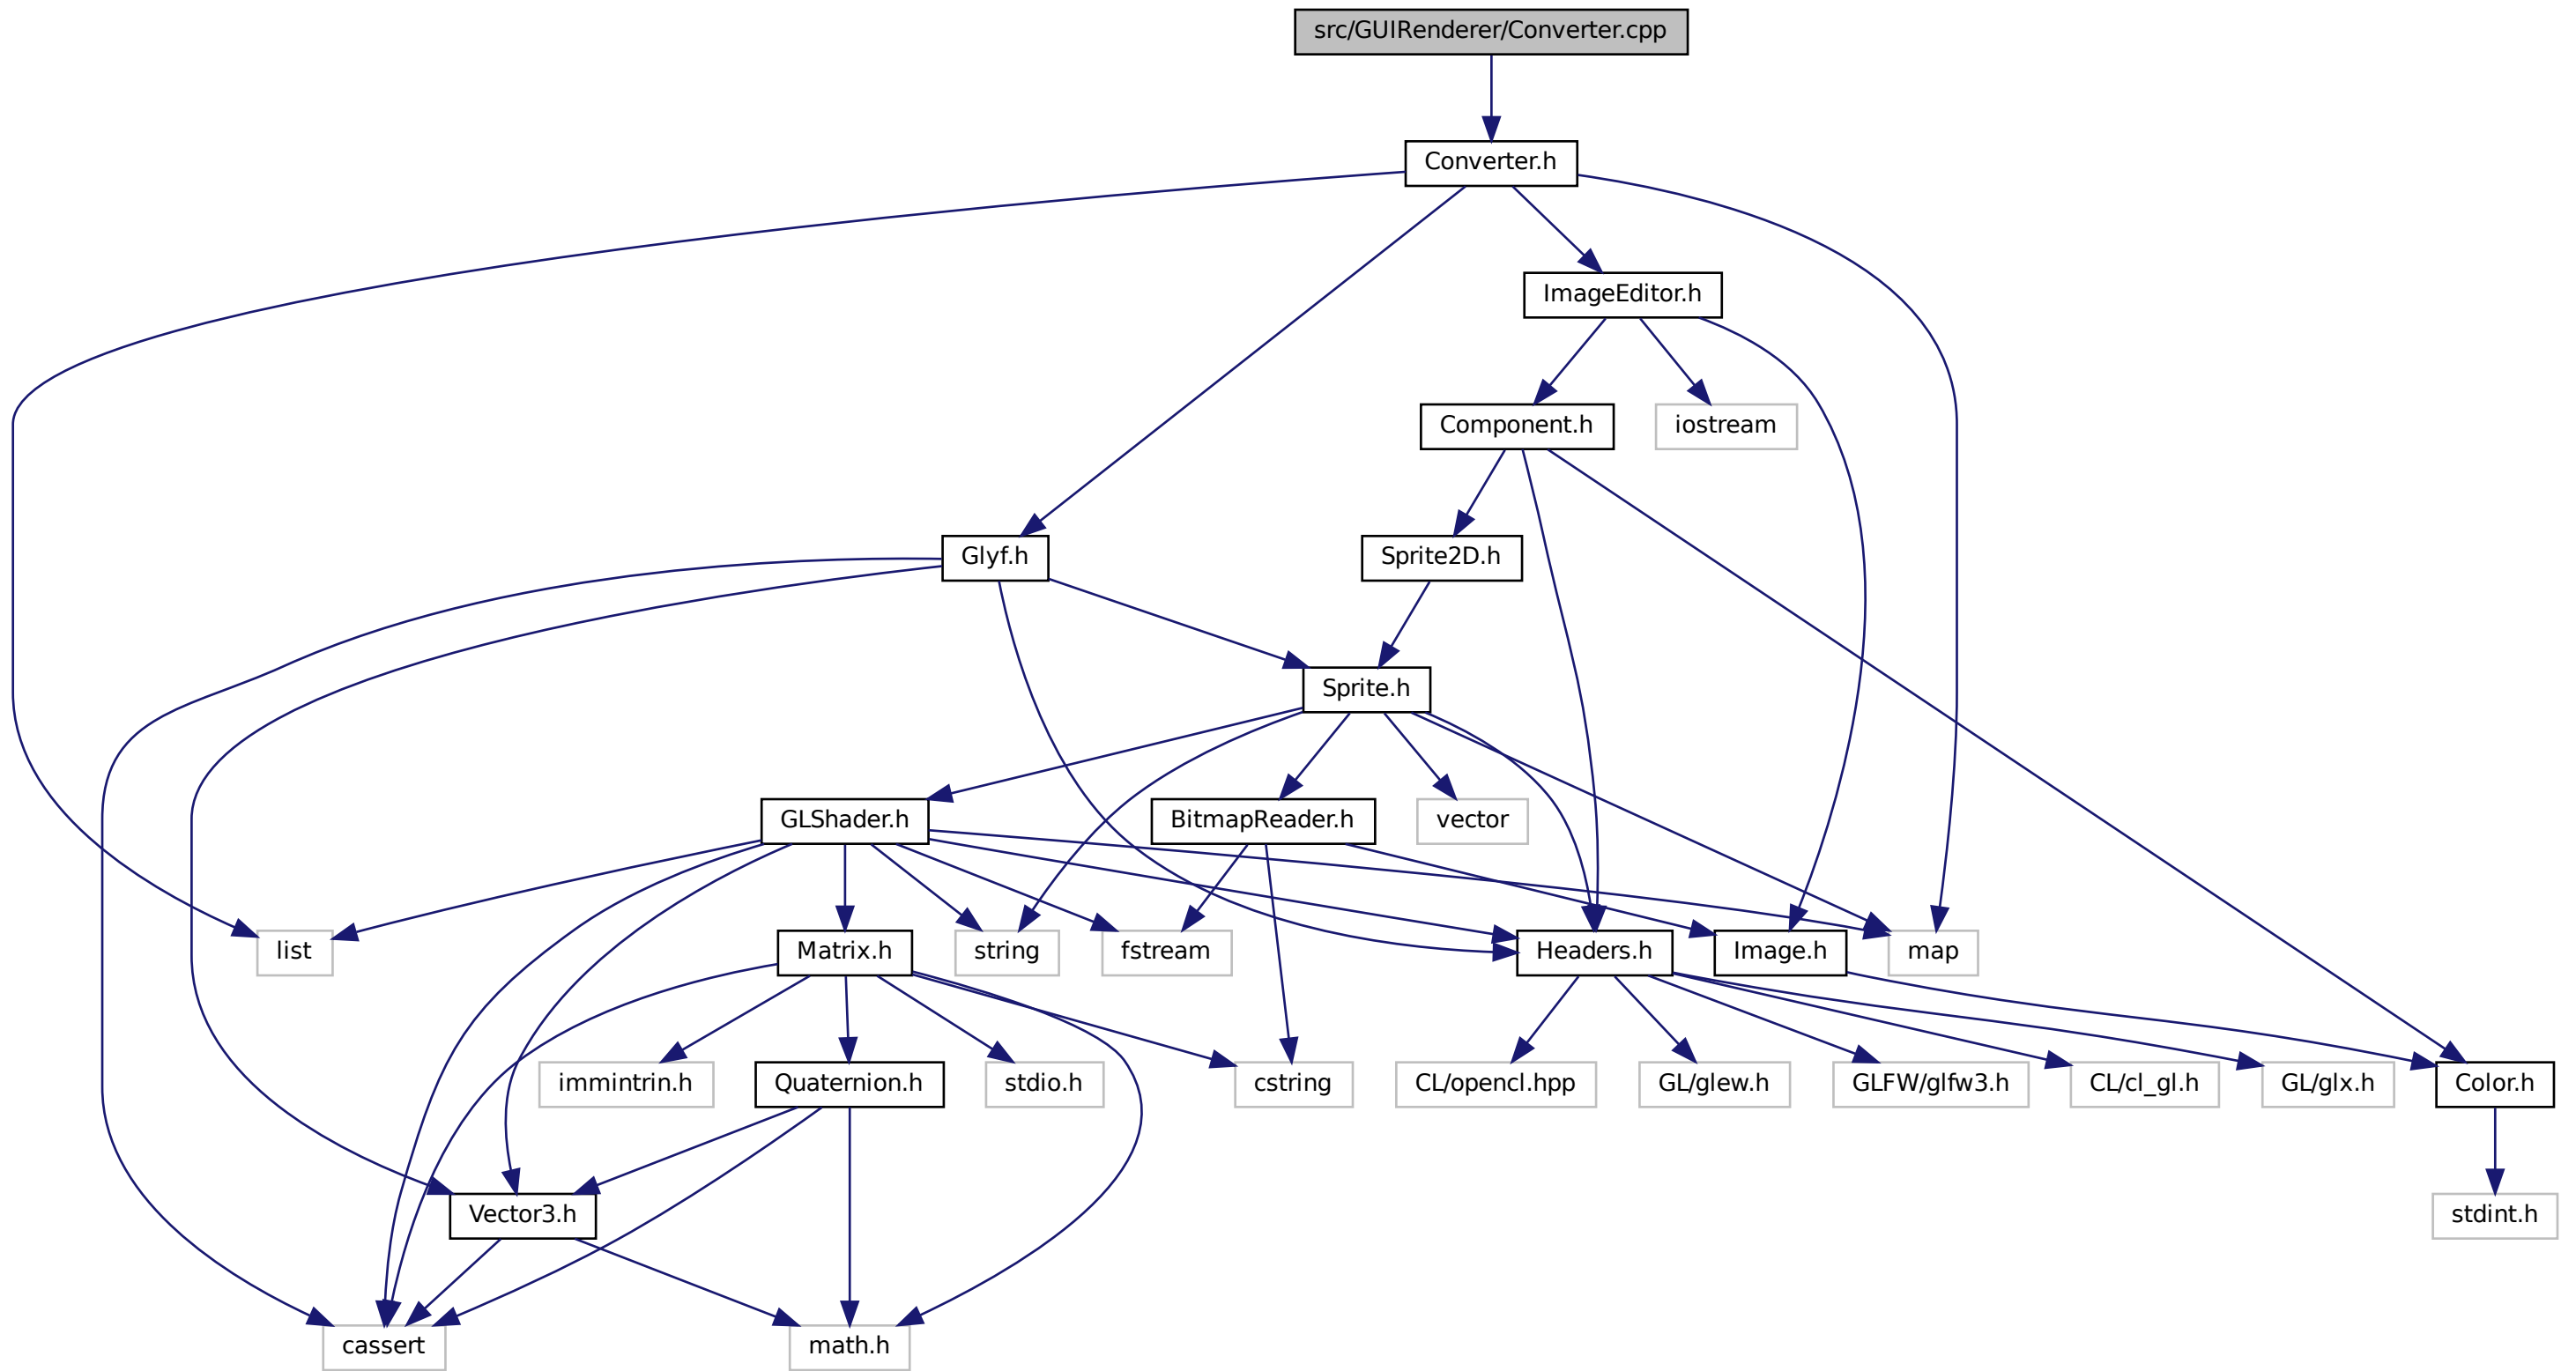 src/GUIRenderer/Converter.cpp
Converter.h
ImageEditor.h
Component.h
iostream
Glyf.h
Sprite2D.h
Sprite.h
GLShader.h
BitmapReader.h
vector
list
Matrix.h
string
fstream
Headers.h
Image.h
map
immintrin.h
Quaternion.h
stdio.h
cstring
CL/opencl.hpp
GL/glew.h
GLFW/glfw3.h
CL/cl_gl.h
GL/glx.h
Color.h
Vector3.h
stdint.h
cassert
math.h